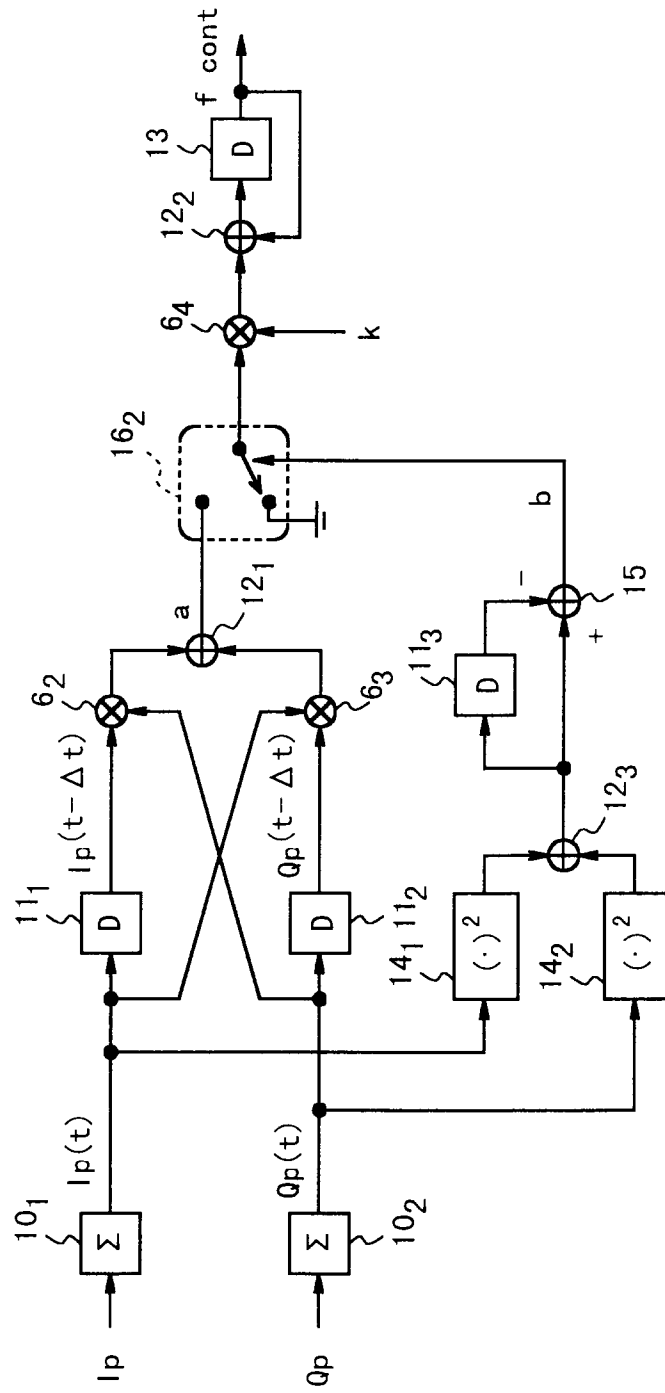 Ip
Σ
10₁
Ip(t)
D
11₁
Ip(t-Δt)
6₂
a
12₁
16₂
6₄
k
12₂
13
D
f cont
Qp
Σ
10₂
Qp(t)
D
11₂
Qp(t-Δt)
6₃
14₁
(·)²
14₂
(·)²
12₃
11₃
D
-
+
15
b